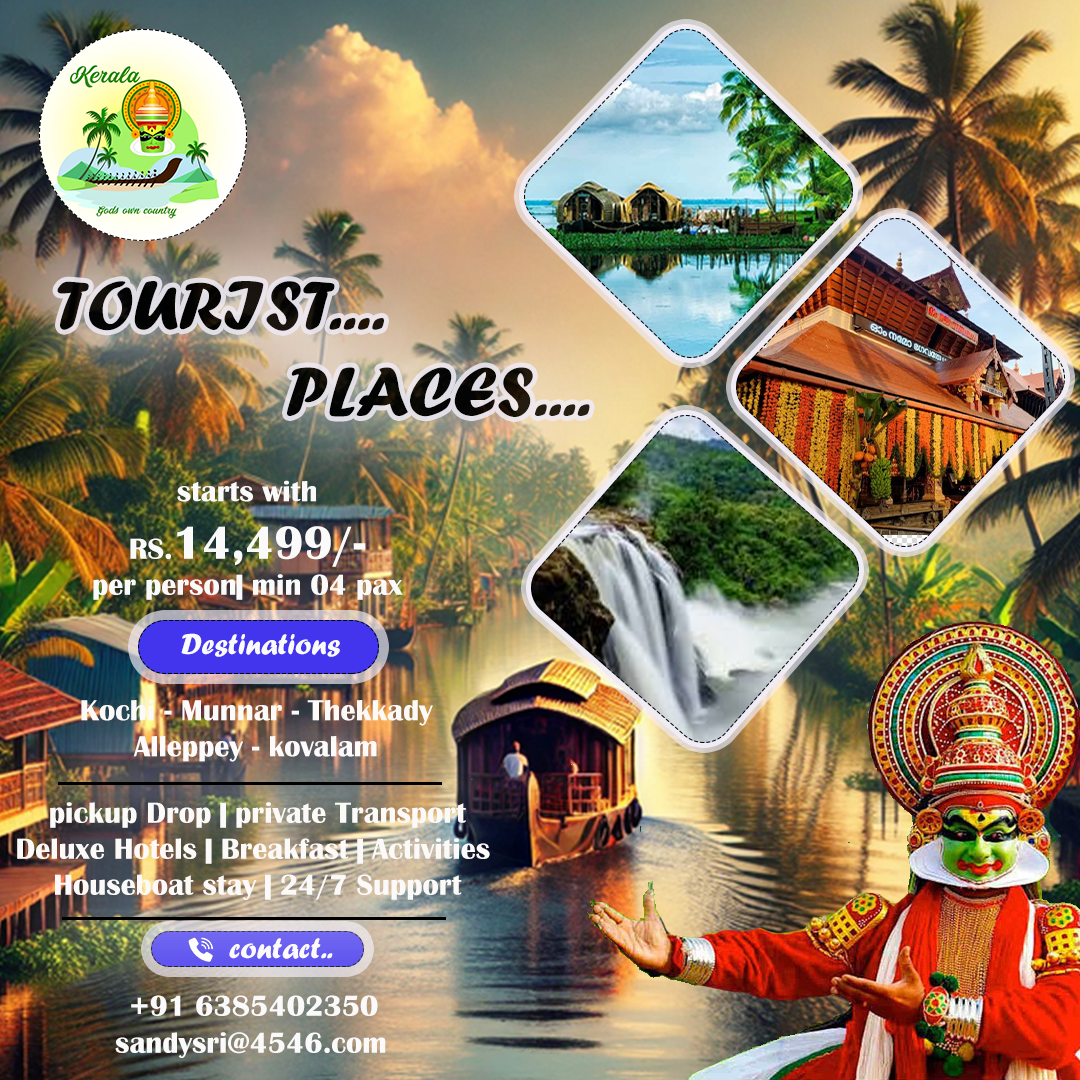 Kerala
Gods own country
TOURIST....
PLACES....
starts with
RS.14,499/-
per person| min 04 pax
Destinations
Kochi - Munnar - Thekkady
Alleppey - kovalam
pickup Drop | private Transport
Deluxe Hotels | Breakfast | Activities
Houseboat stay | 24/7 Support
contact..
+91 6385402350
sandysri@4546.com
ഓം നമോ